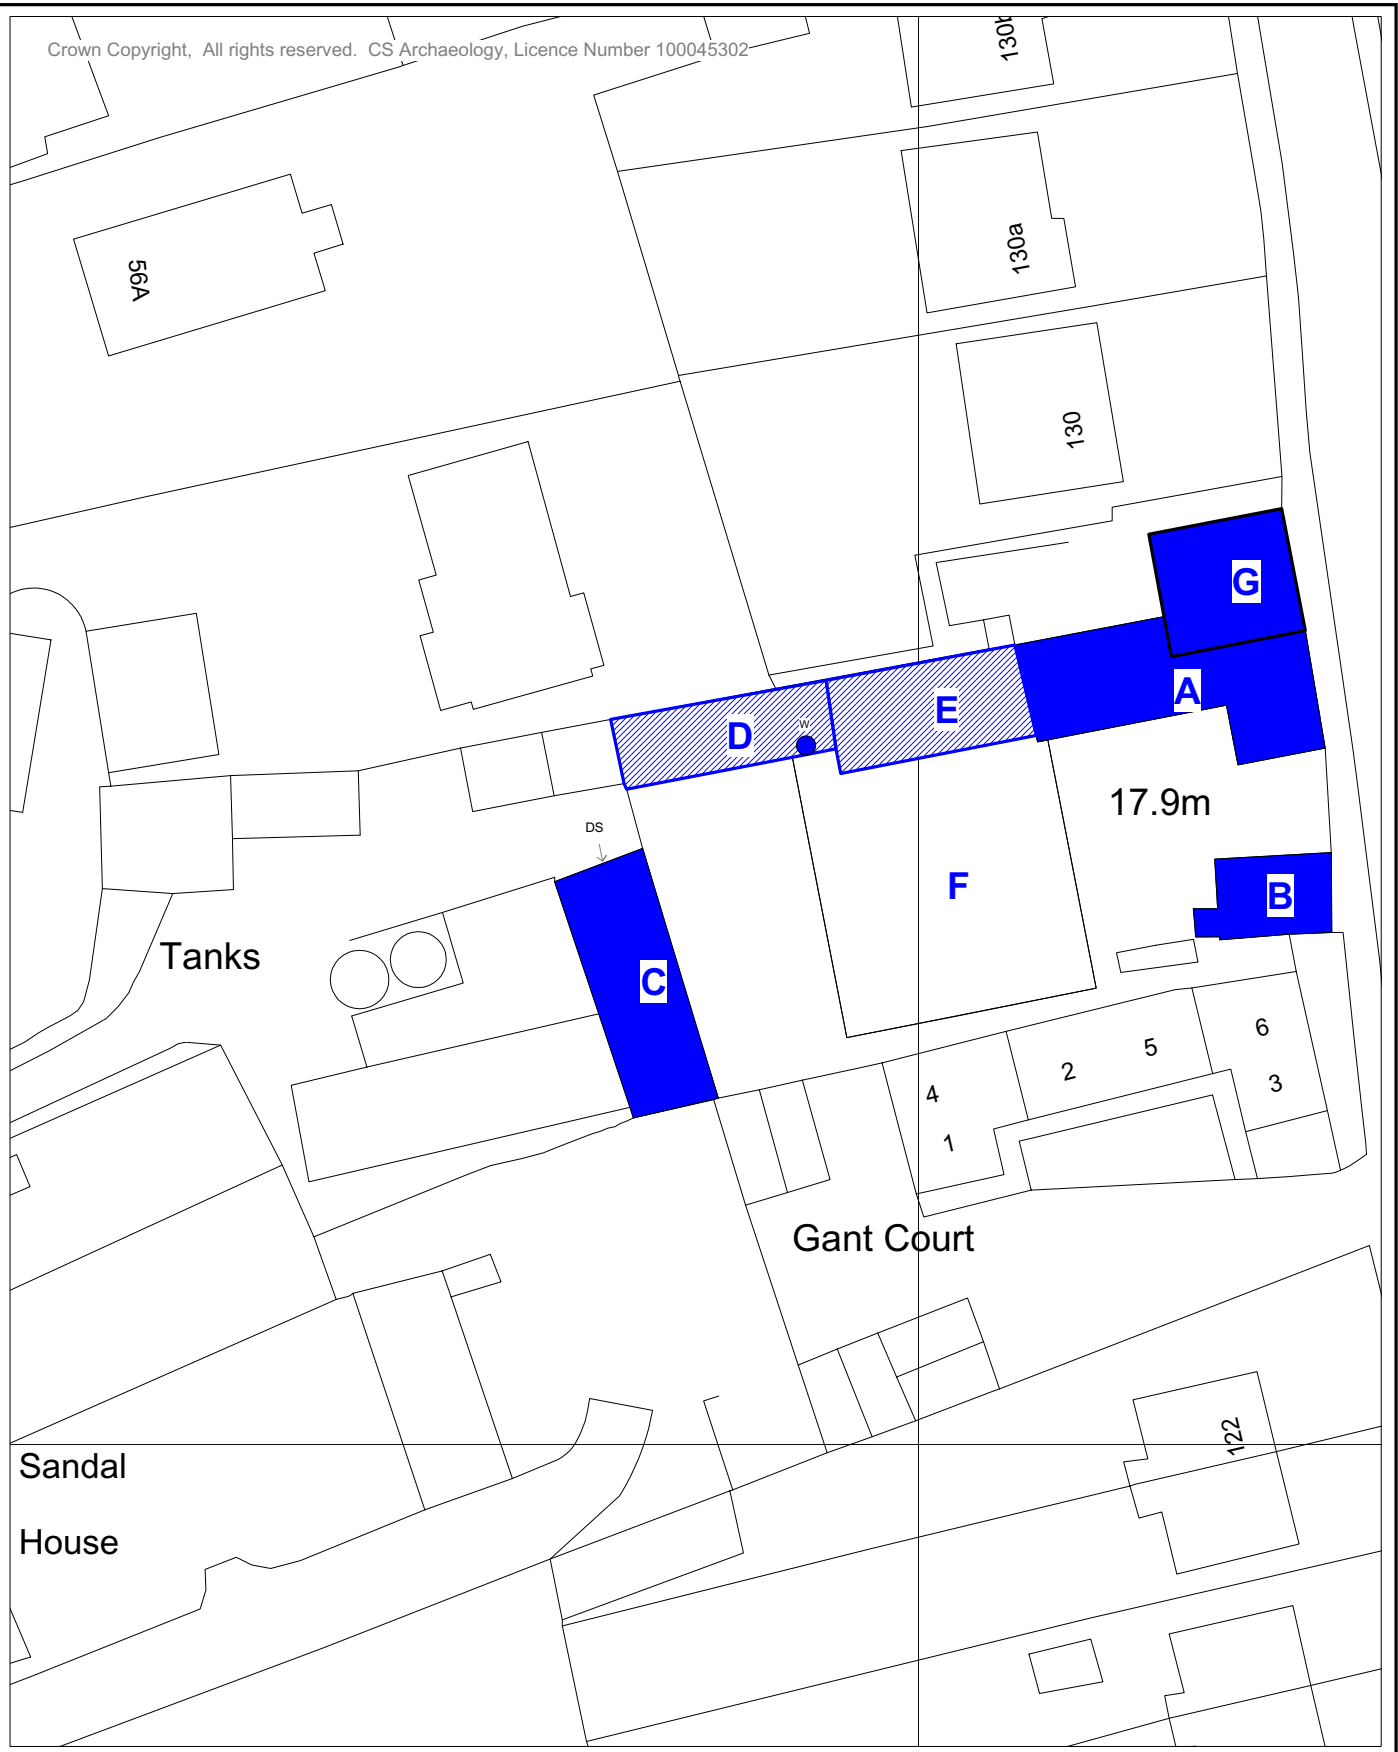 Crown Copyright, All rights reserved. CS Archaeology, Licence Number 100045302
130b
130a
56A
130
G
A
E
D
W
17.9m
DS
F
B
Tanks
C
6
5
2
3
4
1
Gant Court
122
Sandal
House